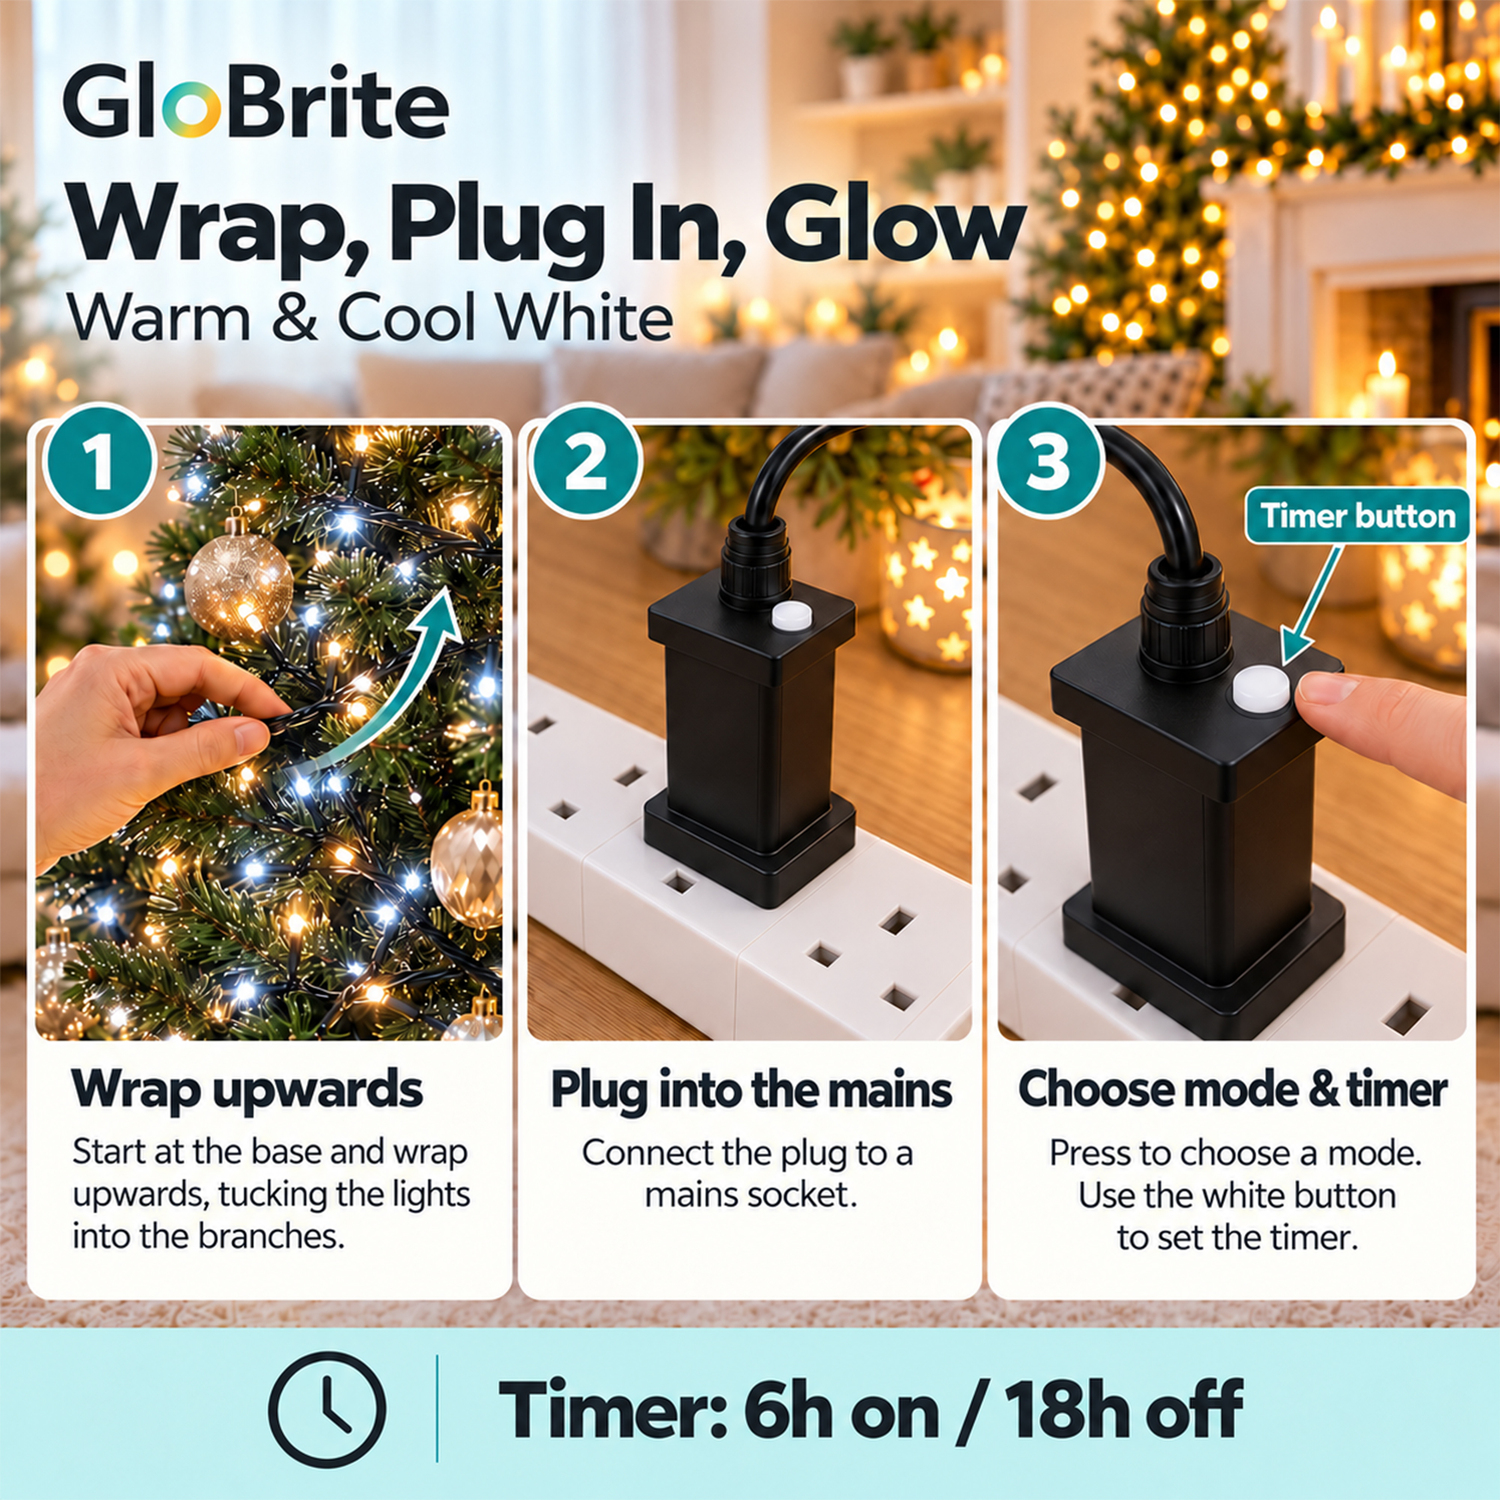 GloBrite
Wrap, Plug In, Glow
Warm & Cool White
1
2
3
Timer button
Wrap upwards
Start at the base and wrap
upwards, tucking the lights
into the branches.
Plug into the mains
Connect the plug to a
mains socket.
Choose mode & timer
Press to choose a mode.
Use the white button
to set the timer.
Timer: 6h on / 18h off